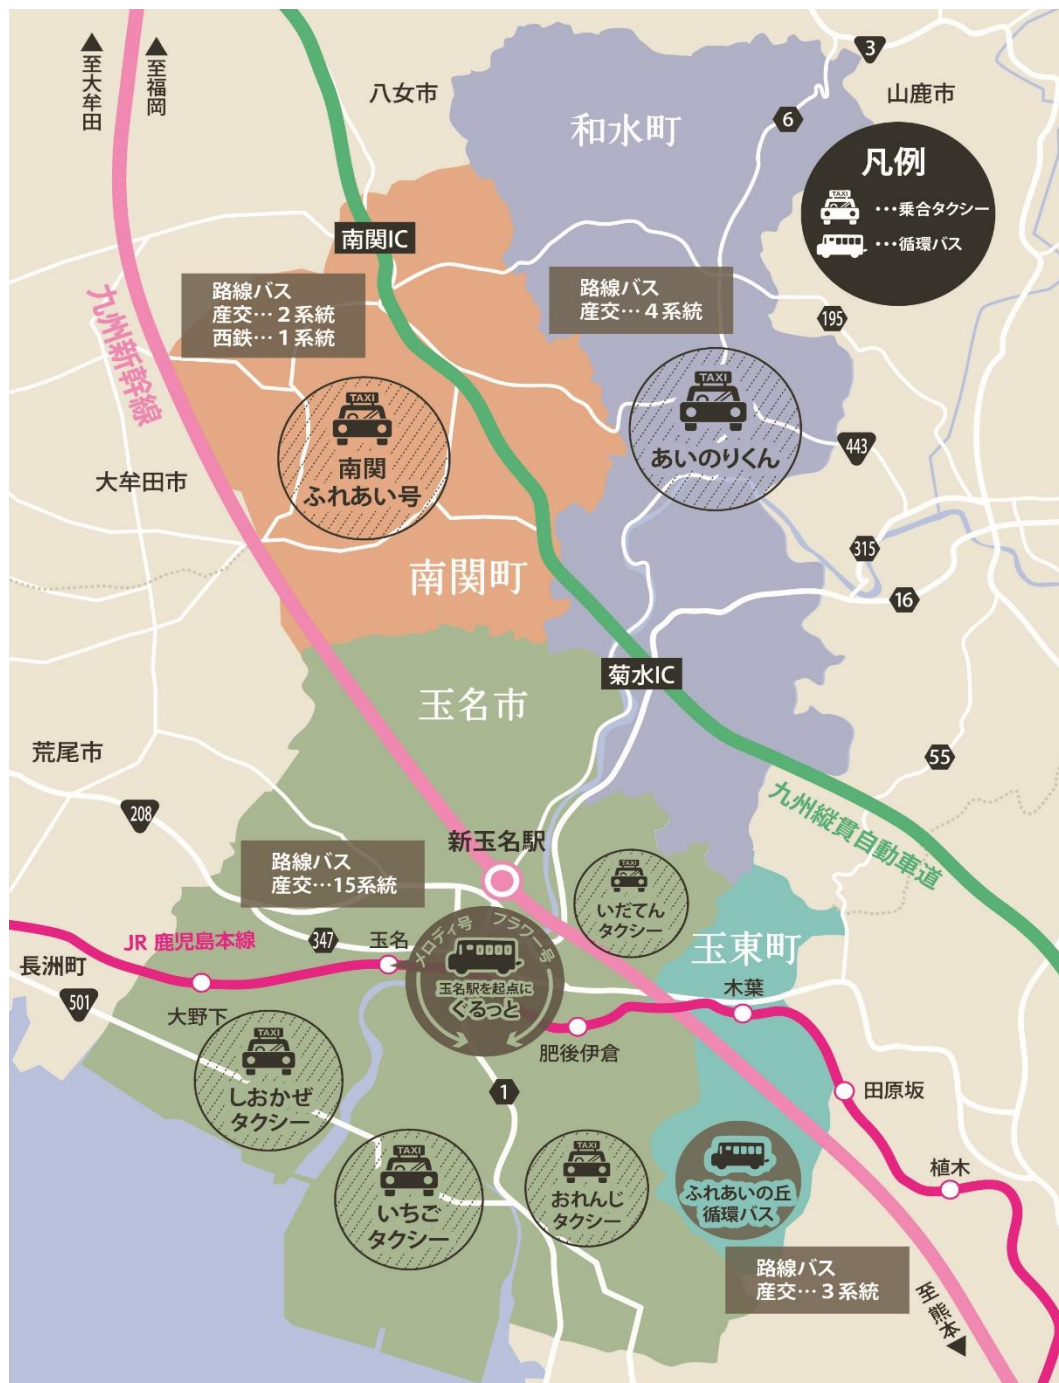 ▲至大牟田
▲至福岡
八女市
3
山鹿市
6
和水町
凡例
TAXI
・・・乗合タクシー
・・・循環バス
南関IC
路線バス
産交…２系統
西鉄…１系統
路線バス
産交…４系統
195
九州新幹線
TAXI
南関
ふれあい号
TAXI
あいのりくん
443
大牟田市
315
16
南関町
菊水IC
玉名市
荒尾市
55
208
九州縦貫自動車道
新玉名駅
路線バス
産交…15系統
TAXI
いだてん
タクシー
玉東町
JR 鹿児島本線
347
玉名
メロディ号
フラワー号
玉名駅を起点に
ぐるっと
長洲町
501
大野下
木葉
肥後伊倉
TAXI
しおかぜ
タクシー
1
田原坂
TAXI
いちご
タクシー
TAXI
おれんじ
タクシー
ふれあいの丘
循環バス
植木
路線バス
産交…３系統
至熊本▼